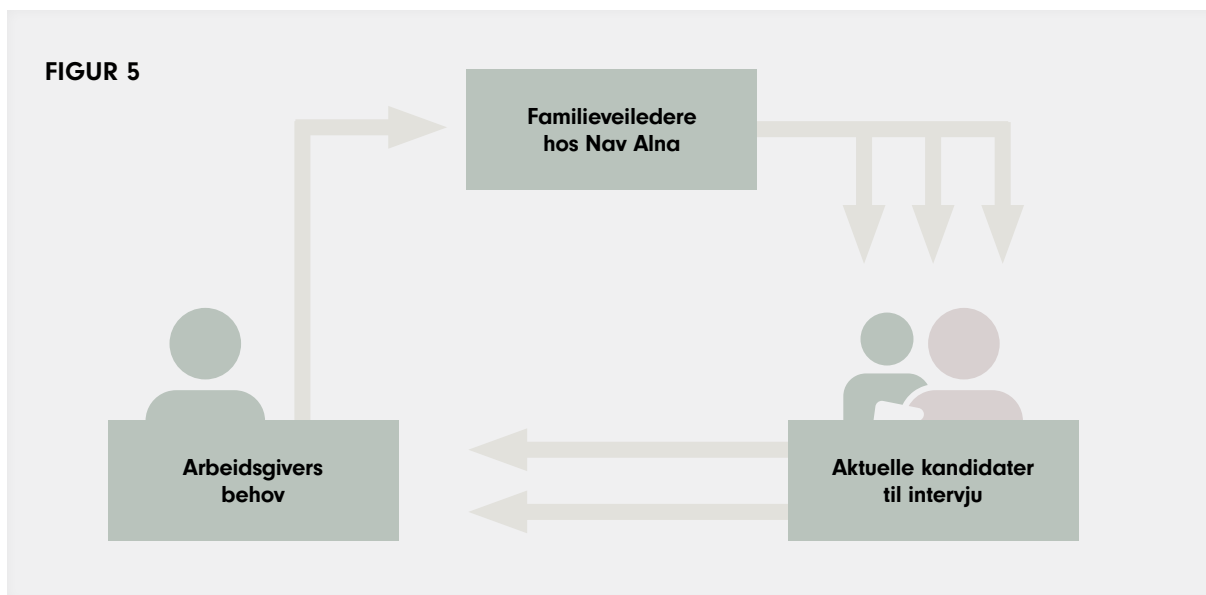 FIGUR 5
Familieveiledere
hos Nav Alna
Arbeidsgivers
behov
Aktuelle kandidater
til intervju